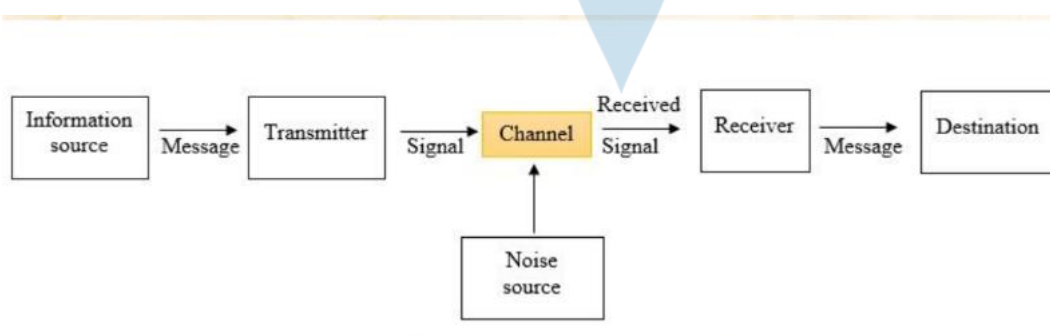 Information
source
Message
Transmitter
Signal
Channel
Received
Signal
Receiver
Message
Destination
Noise
source